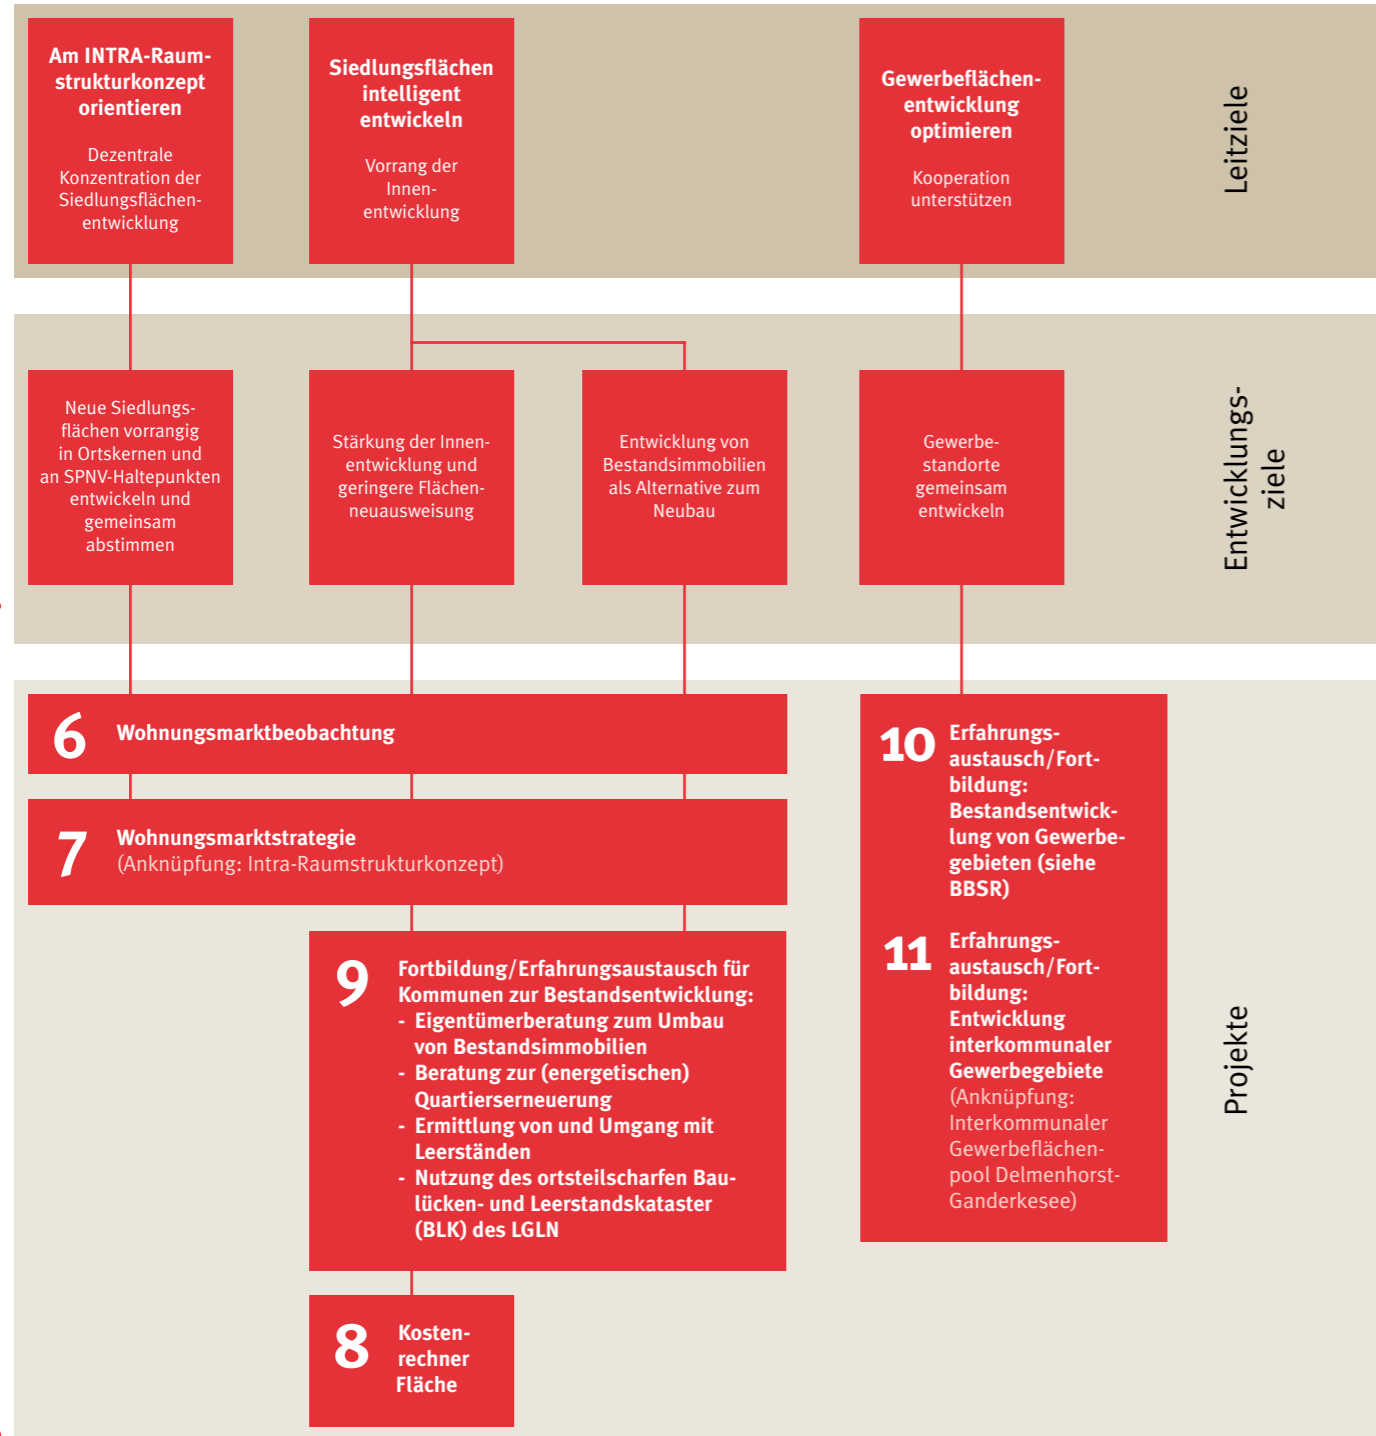 Am INTRA-Raum-
strukturkonzept
orientieren
Dezentrale
Konzentration der
Siedlungsflächen-
entwicklung
Siedlungsflächen
intelligent
entwickeln
Vorrang der
Innen-
entwicklung
Gewerbeflächen-
entwicklung
optimieren
Kooperation
unterstützen
Leitziele
Neue Siedlungs-
flächen vorrangig
in Ortskernen und
an SPNV-Haltepunkten
entwickeln und
gemeinsam
abstimmen
Stärkung der Innen-
entwicklung und
geringere Flächen-
neuausweisung
Entwicklung von
Bestandsimmobilien
als Alternative zum
Neubau
Gewerbe-
standorte
gemeinsam
entwickeln
Entwicklungs-
ziele
6 Wohnungsmarktbeobachtung
7 Wohnungsmarktstrategie
(Anknüpfung: Intra-Raumstrukturkonzept)
9 Fortbildung/Erfahrungsaustausch für
Kommunen zur Bestandsentwicklung:
- Eigentümerberatung zum Umbau
von Bestandsimmobilien
- Beratung zur (energetischen)
Quartierserneuerung
- Ermittlung von und Umgang mit
Leerständen
- Nutzung des ortsteilscharfen Bau-
lücken- und Leerstandskataster
(BLK) des LGLN
8 Kosten-
rechner
Fläche
10 Erfahrungs-
austausch/Fort-
bildung:
Bestandsentwick-
lung von Gewerbe-
gebieten (siehe
BBSR)
11 Erfahrungs-
austausch/Fort-
bildung:
Entwicklung
interkommunaler
Gewerbegebiete
(Anknüpfung:
Interkommunaler
Gewerbeflächen-
pool Delmenhorst-
Ganderkesee)
Projekte